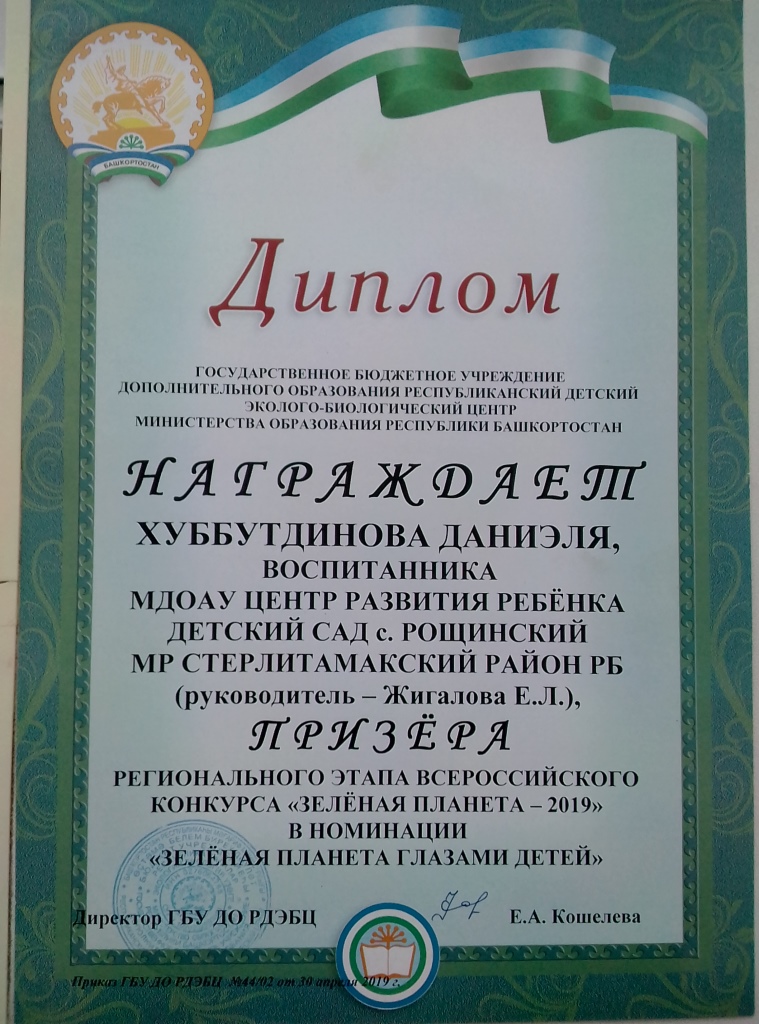 БАШКОРТОСТАН
Диплом
ГОСУДАРСТВЕННОЕ БЮДЖЕТНОЕ УЧРЕЖДЕНИЕ
ДОПОЛНИТЕЛЬНОГО ОБРАЗОВАНИЯ РЕСПУБЛИКАНСКИЙ ДЕТСКИЙ
ЭКОЛОГО-БИОЛОГИЧЕСКИЙ ЦЕНТР
МИНИСТЕРСТВА ОБРАЗОВАНИЯ РЕСПУБЛИКИ БАШКОРТОСТАН
НАГРАЖДАЕТ
ХУББУТДИНОВА ДАНИЭЛЯ,
ВОСПИТАННИКА
МДОАУ ЦЕНТР РАЗВИТИЯ РЕБЁНКА
ДЕТСКИЙ САД с. РОЩИНСКИЙ
МР СТЕРЛИТАМАКСКИЙ РАЙОН РБ
(руководитель – Жигалова Е.Л.),
ПРИЗЁРА
РЕГИОНАЛЬНОГО ЭТАПА ВСЕРОССИЙСКОГО
КОНКУРСА «ЗЕЛЁНАЯ ПЛАНЕТА – 2019»
В НОМИНАЦИИ
«ЗЕЛЁНАЯ ПЛАНЕТА ГЛАЗАМИ ДЕТЕЙ»
Директор ГБУ ДО РДЭБЦ Е.А. Кошелева
Приказ ГБУ ДО РДЭБЦ №44/02 от 30 апреля 2019 г.